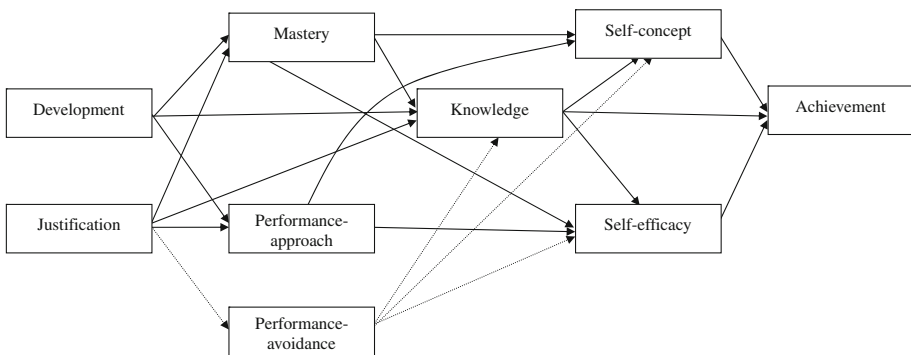 Mastery
Self-concept
Development
Knowledge
Achievement
Justification
Performance-
approach
Self-efficacy
Performance-
avoidance